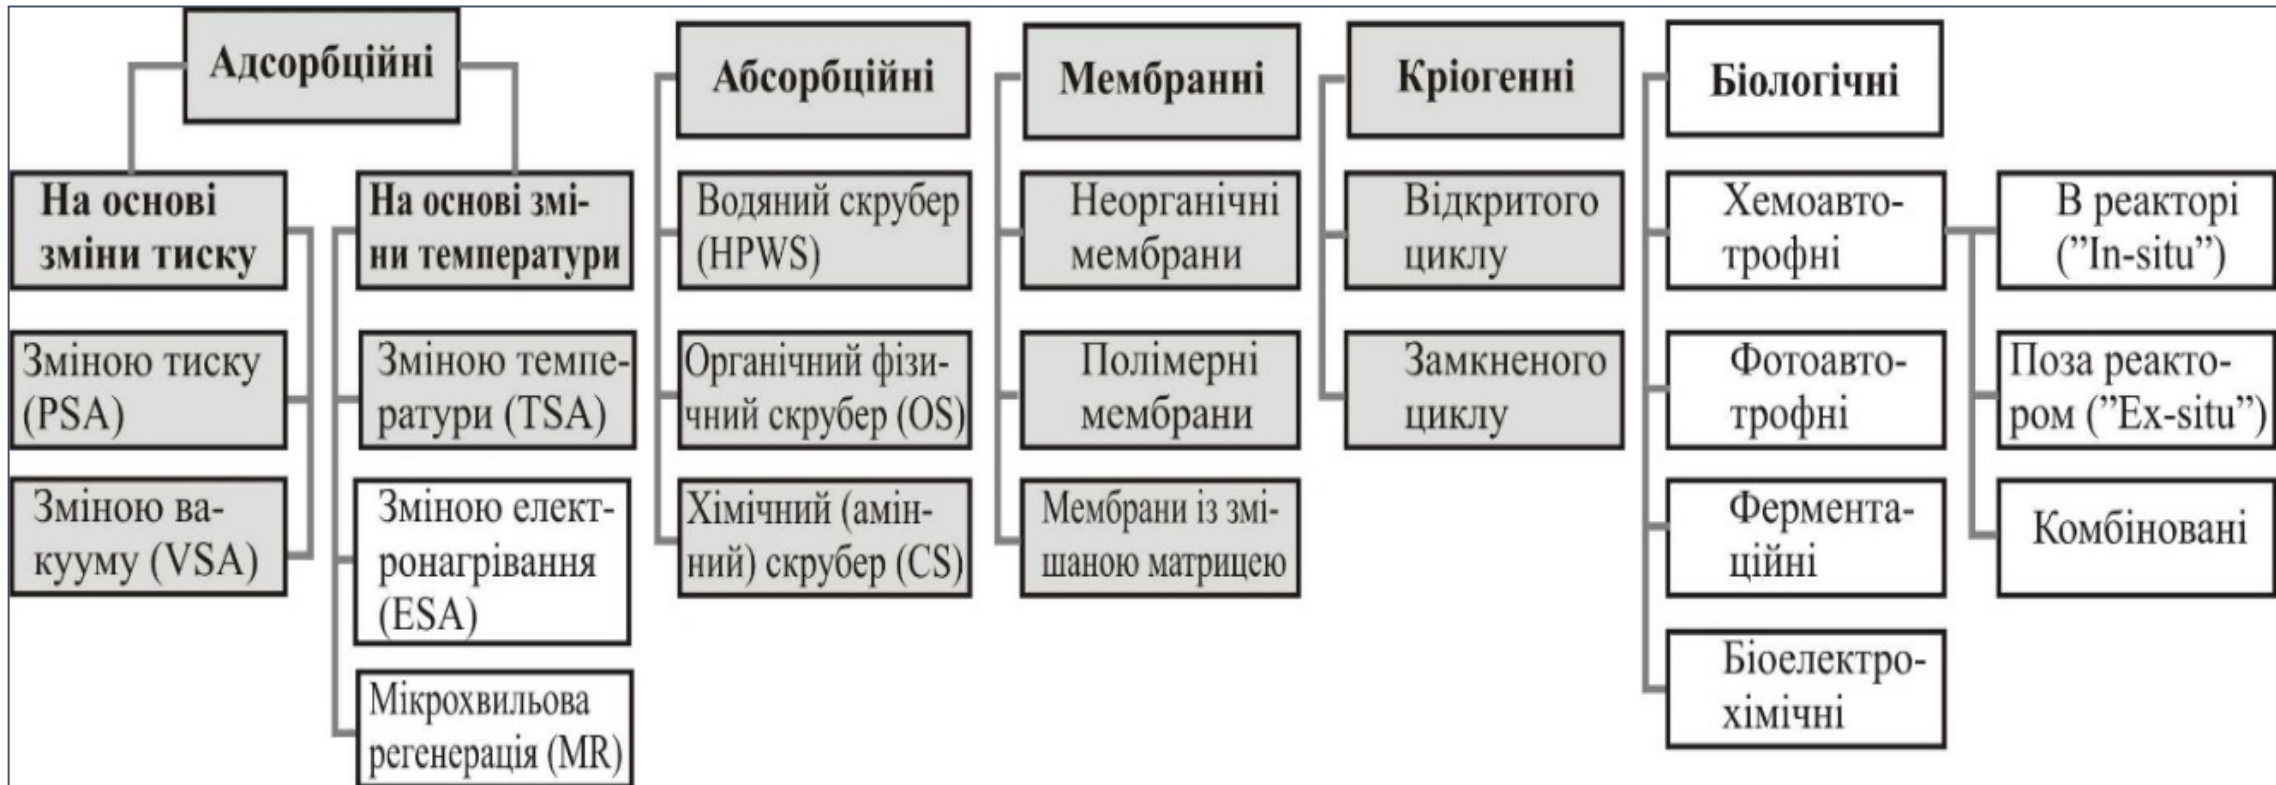 Адсорбційні
На основі
зміни тиску
Зміною тиску
(PSA)
Зміною ва-
кууму (VSA)
На основі змі-
ни температури
Зміною темпе-
ратури (TSA)
Зміною елект-
ронагрівання
(ESA)
Мікрохвильова
регенерація (MR)
Абсорбційні
Водяний скрубер
(HPWS)
Органічний фізи-
чний скрубер (OS)
Хімічний (амін-
ний) скрубер (CS)
Мембранні
Неорганічні
мембрани
Полімерні
мембрани
Мембрани із змі-
шаною матрицею
Кріогенні
Відкритого
циклу
Замкненого
циклу
Біологічні
Хемоавто-
трофні
Фотоавто-
трофні
Фермента-
ційні
Біоелектро-
хімічні
В реакторі
(”In-situ”)
Поза реакто-
ром (”Ex-situ”)
Комбіновані